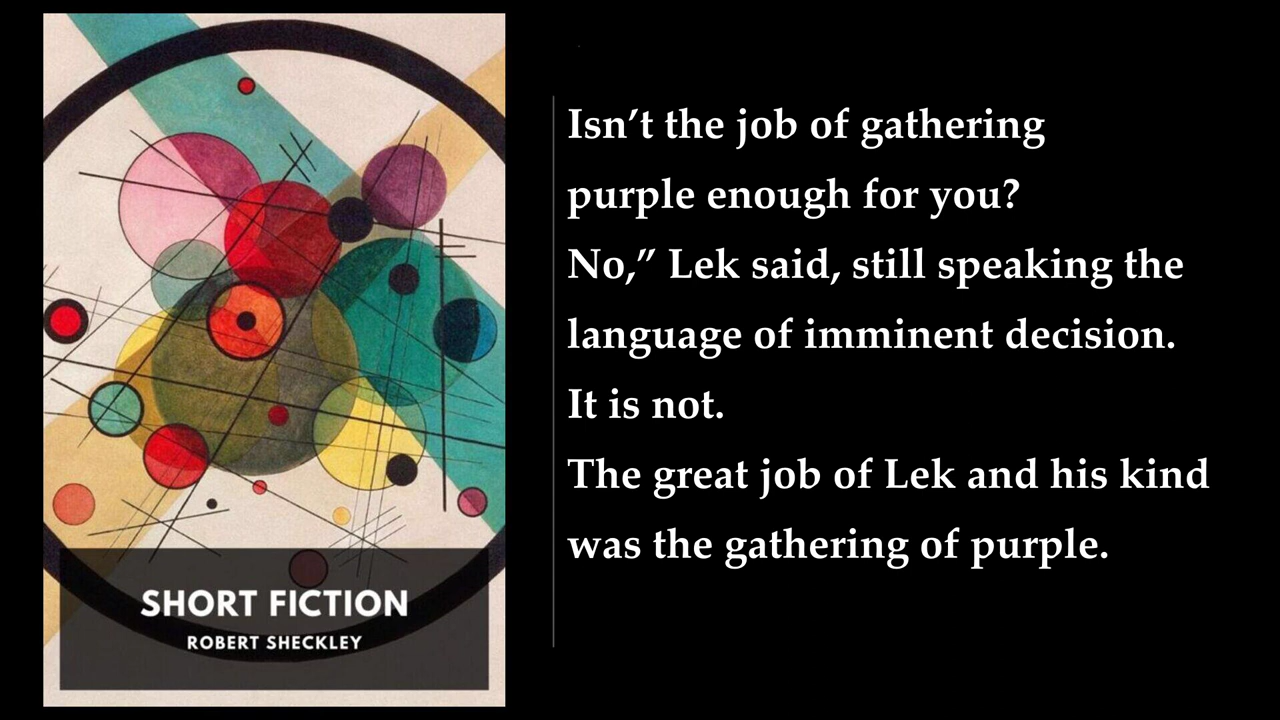 SHORT FICTION
ROBERT SHECKLEY
Isn’t the job of gathering
purple enough for you?
No,” Lek said, still speaking the
language of imminent decision.
It is not.
The great job of Lek and his kind
was the gathering of purple.